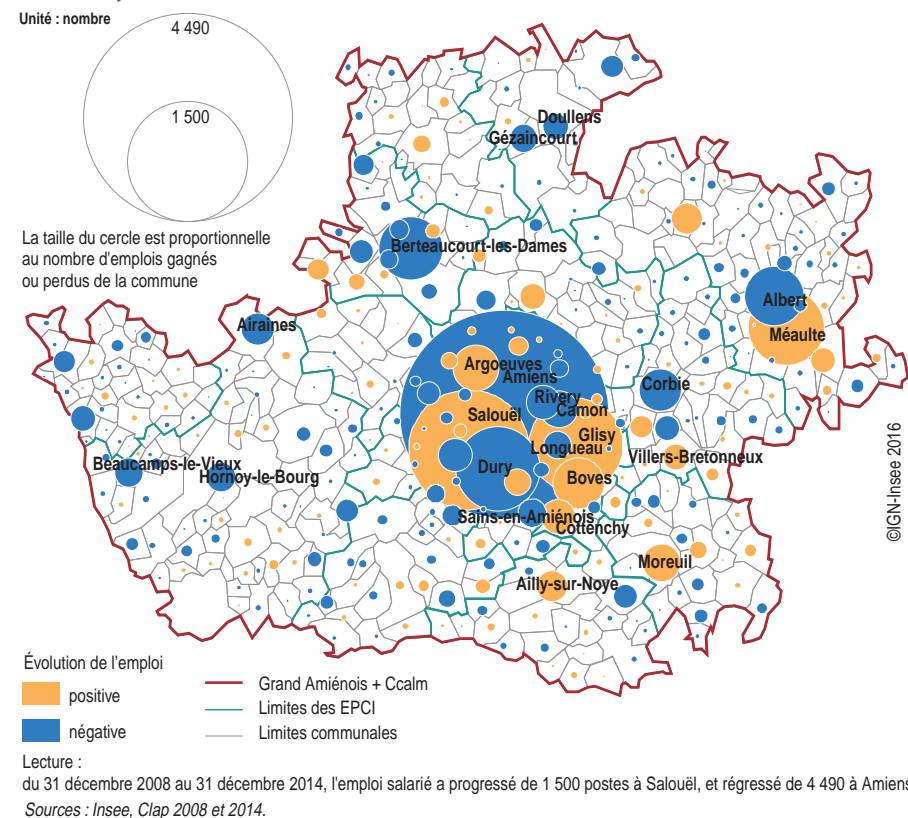 Unité : nombre
4 490
1 500
La taille du cercle est proportionnelle
au nombre d'emplois gagnés
ou perdus de la commune
Doullens
Gézaincourt
Berteaucourt-les-Dames
Airaines
Albert
Méaulte
Argoeuves
Amiens
Corbie
Rivery
Camon
Salouël
Glisy
Longueau
Villers-Bretonneux
Beaucamps-le-Vieux
Hornoy-le-Bourg
Dury
Boves
Sains-en-Amiénois
Cottenchy
Moreuil
Ailly-sur-Noye
©IGN-Insee 2016
Évolution de l'emploi
positive
négative
Grand Amiénois + Ccalm
Limites des EPCI
Limites communales
Lecture :
du 31 décembre 2008 au 31 décembre 2014, l'emploi salarié a progressé de 1 500 postes à Salouël, et régressé de 4 490 à Amiens
Sources : Insee, Clap 2008 et 2014.